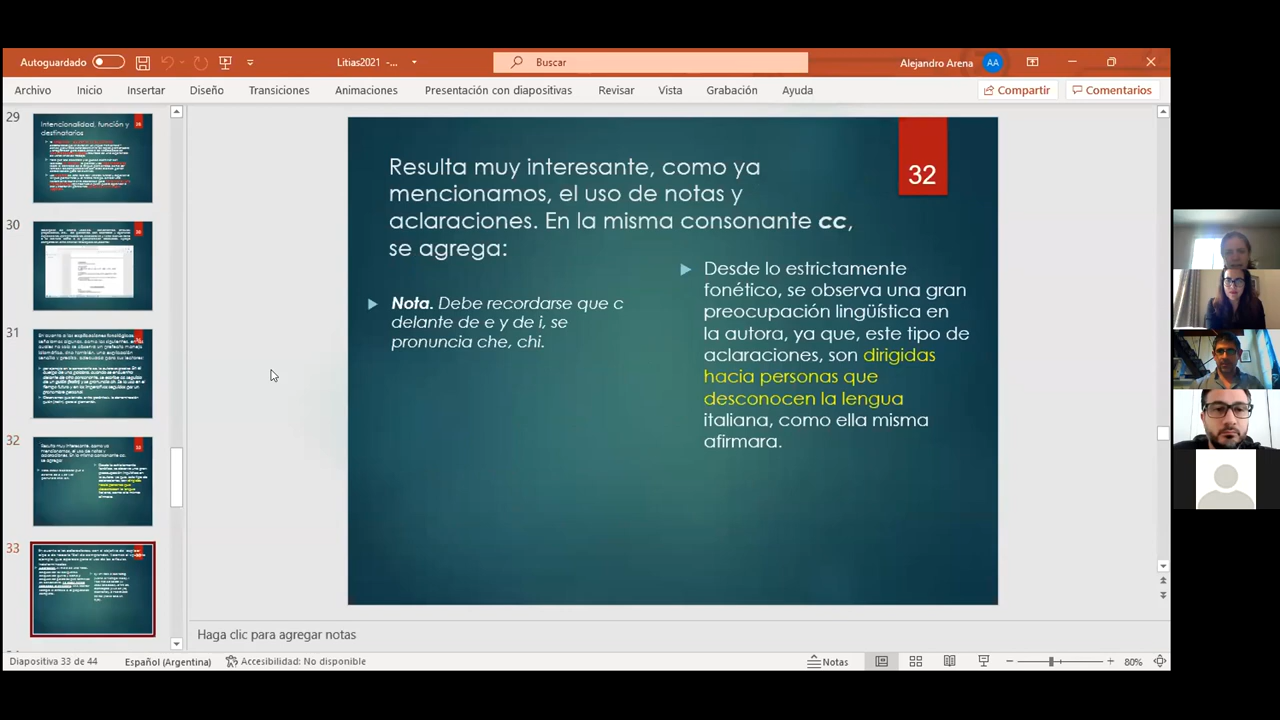 Autoguardado
Litias2021 -...
Buscar
Alejandro Arena
AA
Archivo
Inicio
Insertar
Diseño
Transiciones
Animaciones
Presentación con diapositivas
Revisar
Vista
Grabación
Ayuda
Compartir
Comentarios
29
Intencionalidad, función y
destinatarios
30
31
32
33
32
Resulta muy interesante, como ya
mencionamos, el uso de notas y
aclaraciones. En la misma consonante cc,
se agrega:
Nota. Debe recordarse que c
delante de e y de i, se
pronuncia che, chi.
Desde lo estrictamente
fonético, se observa una gran
preocupación lingüística en
la autora, ya que, este tipo de
aclaraciones, son dirigidas
hacia personas que
desconocen la lengua
italiana, como ella misma
afirmara.
Haga clic para agregar notas
Diapositiva 33 de 44
Español (Argentina)
Accesibilidad: No disponible
Notas
80%